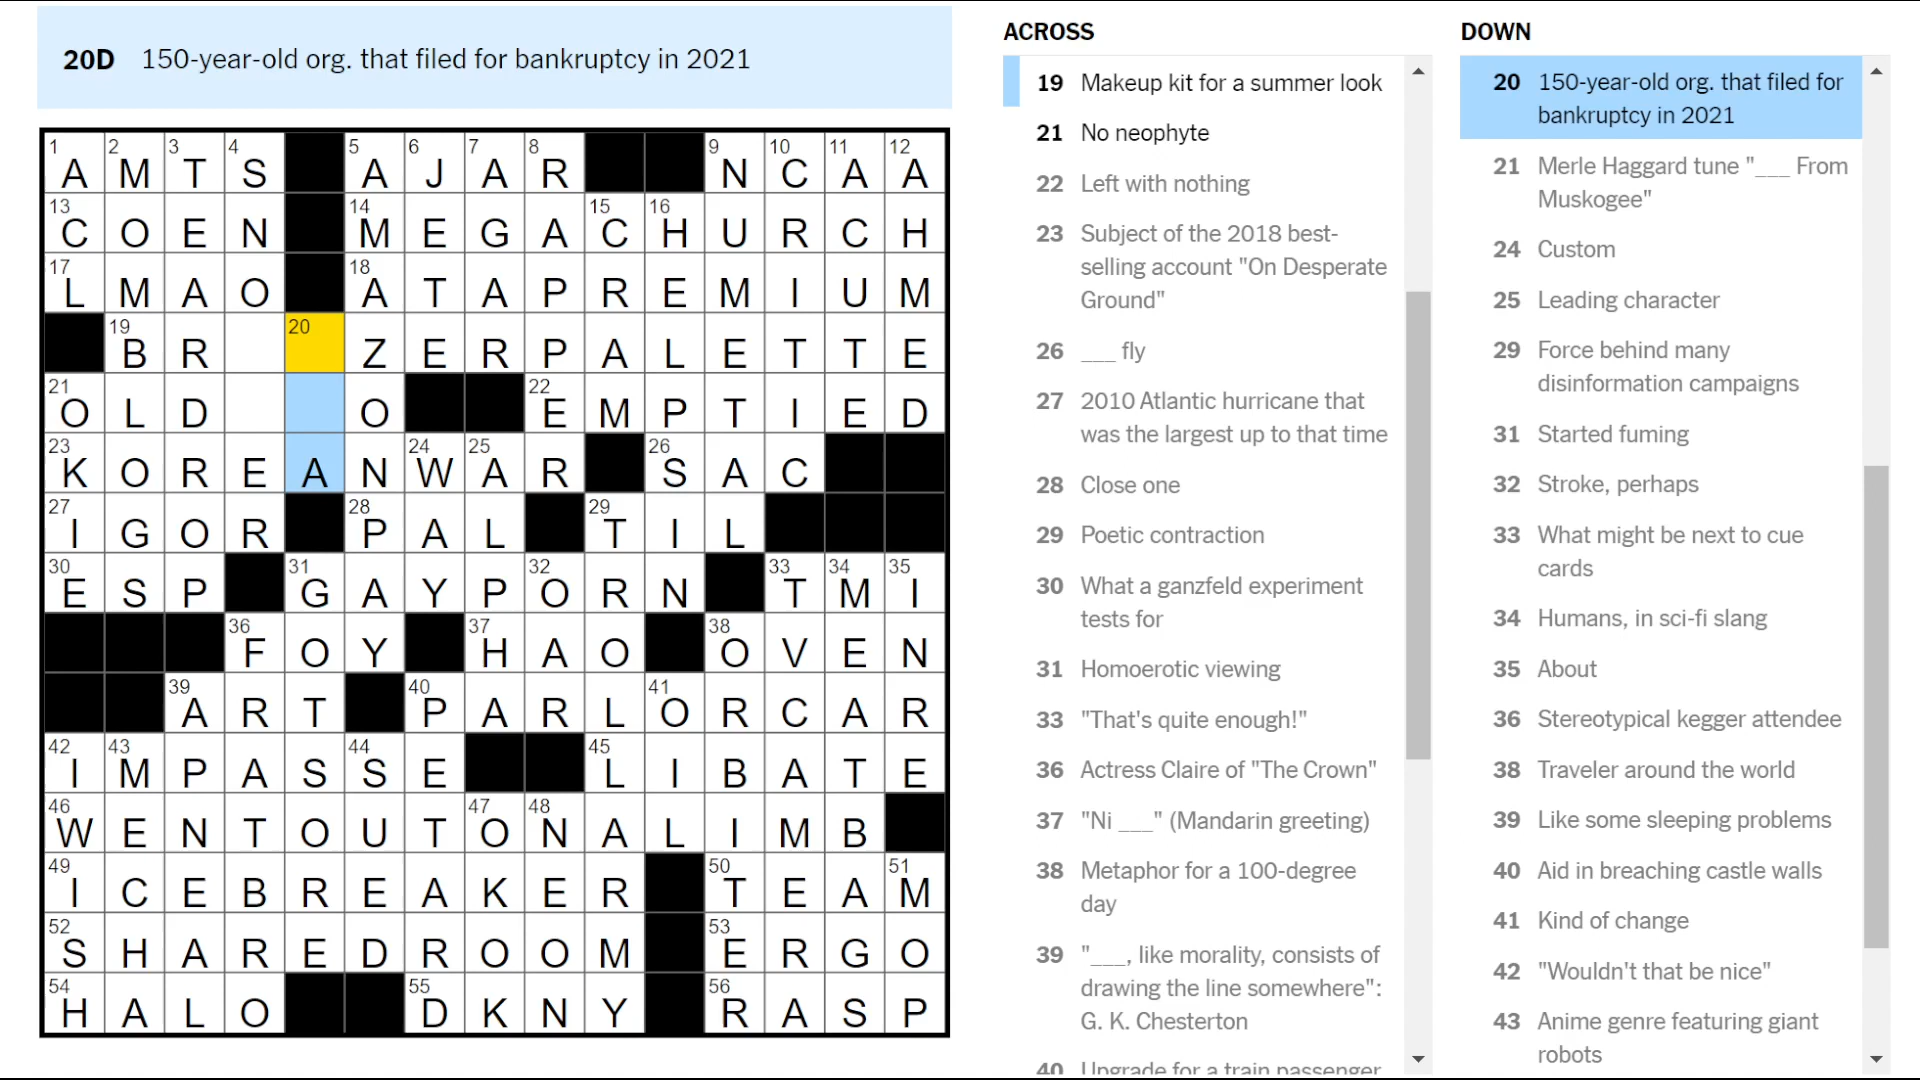 20D 150-year-old org. that filed for bankruptcy in 2021
1 2 3 4 5 6 7 8 9 10 11 12
A M T S A J A R N C A A
13 14 15 16
C O E N M E G A C H U R C H
17 18
L M A O A T A P R E M I U M
19 20
B R Z E R P A L E T T E
21 22
O L D O E M P T I E D
23 24 25 26
K O R E A N W A R S A C
27 28 29
I G O R P A L T I L
30 31 32 33 34 35
E S P G A Y P O R N T M I
36 37 38
F O Y H A O O V E N
39 40 41
A R T P A R L O R C A R
42 43 44 45
I M P A S S E L I B A T E
46 47 48
W E N T O U T O N A L I M B
49 50 51
I C E B R E A K E R T E A M
52 53
S H A R E D R O O M E R G O
54 55 56
H A L O D K N Y R A S P
ACROSS
19 Makeup kit for a summer look
21 No neophyte
22 Left with nothing
23 Subject of the 2018 best-
selling account "On Desperate
Ground"
26 ___ fly
27 2010 Atlantic hurricane that
was the largest up to that time
28 Close one
29 Poetic contraction
30 What a ganzfeld experiment
tests for
31 Homoerotic viewing
33 "That's quite enough!"
36 Actress Claire of "The Crown"
37 "Ni ___" (Mandarin greeting)
38 Metaphor for a 100-degree
day
39 "___, like morality, consists of
drawing the line somewhere":
G. K. Chesterton
40 Upgrade for a train passenger
DOWN
20 150-year-old org. that filed for
bankruptcy in 2021
21 Merle Haggard tune "___ From
Muskogee"
24 Custom
25 Leading character
29 Force behind many
disinformation campaigns
31 Started fuming
32 Stroke, perhaps
33 What might be next to cue
cards
34 Humans, in sci-fi slang
35 About
36 Stereotypical kegger attendee
38 Traveler around the world
39 Like some sleeping problems
40 Aid in breaching castle walls
41 Kind of change
42 "Wouldn't that be nice"
43 Anime genre featuring giant
robots